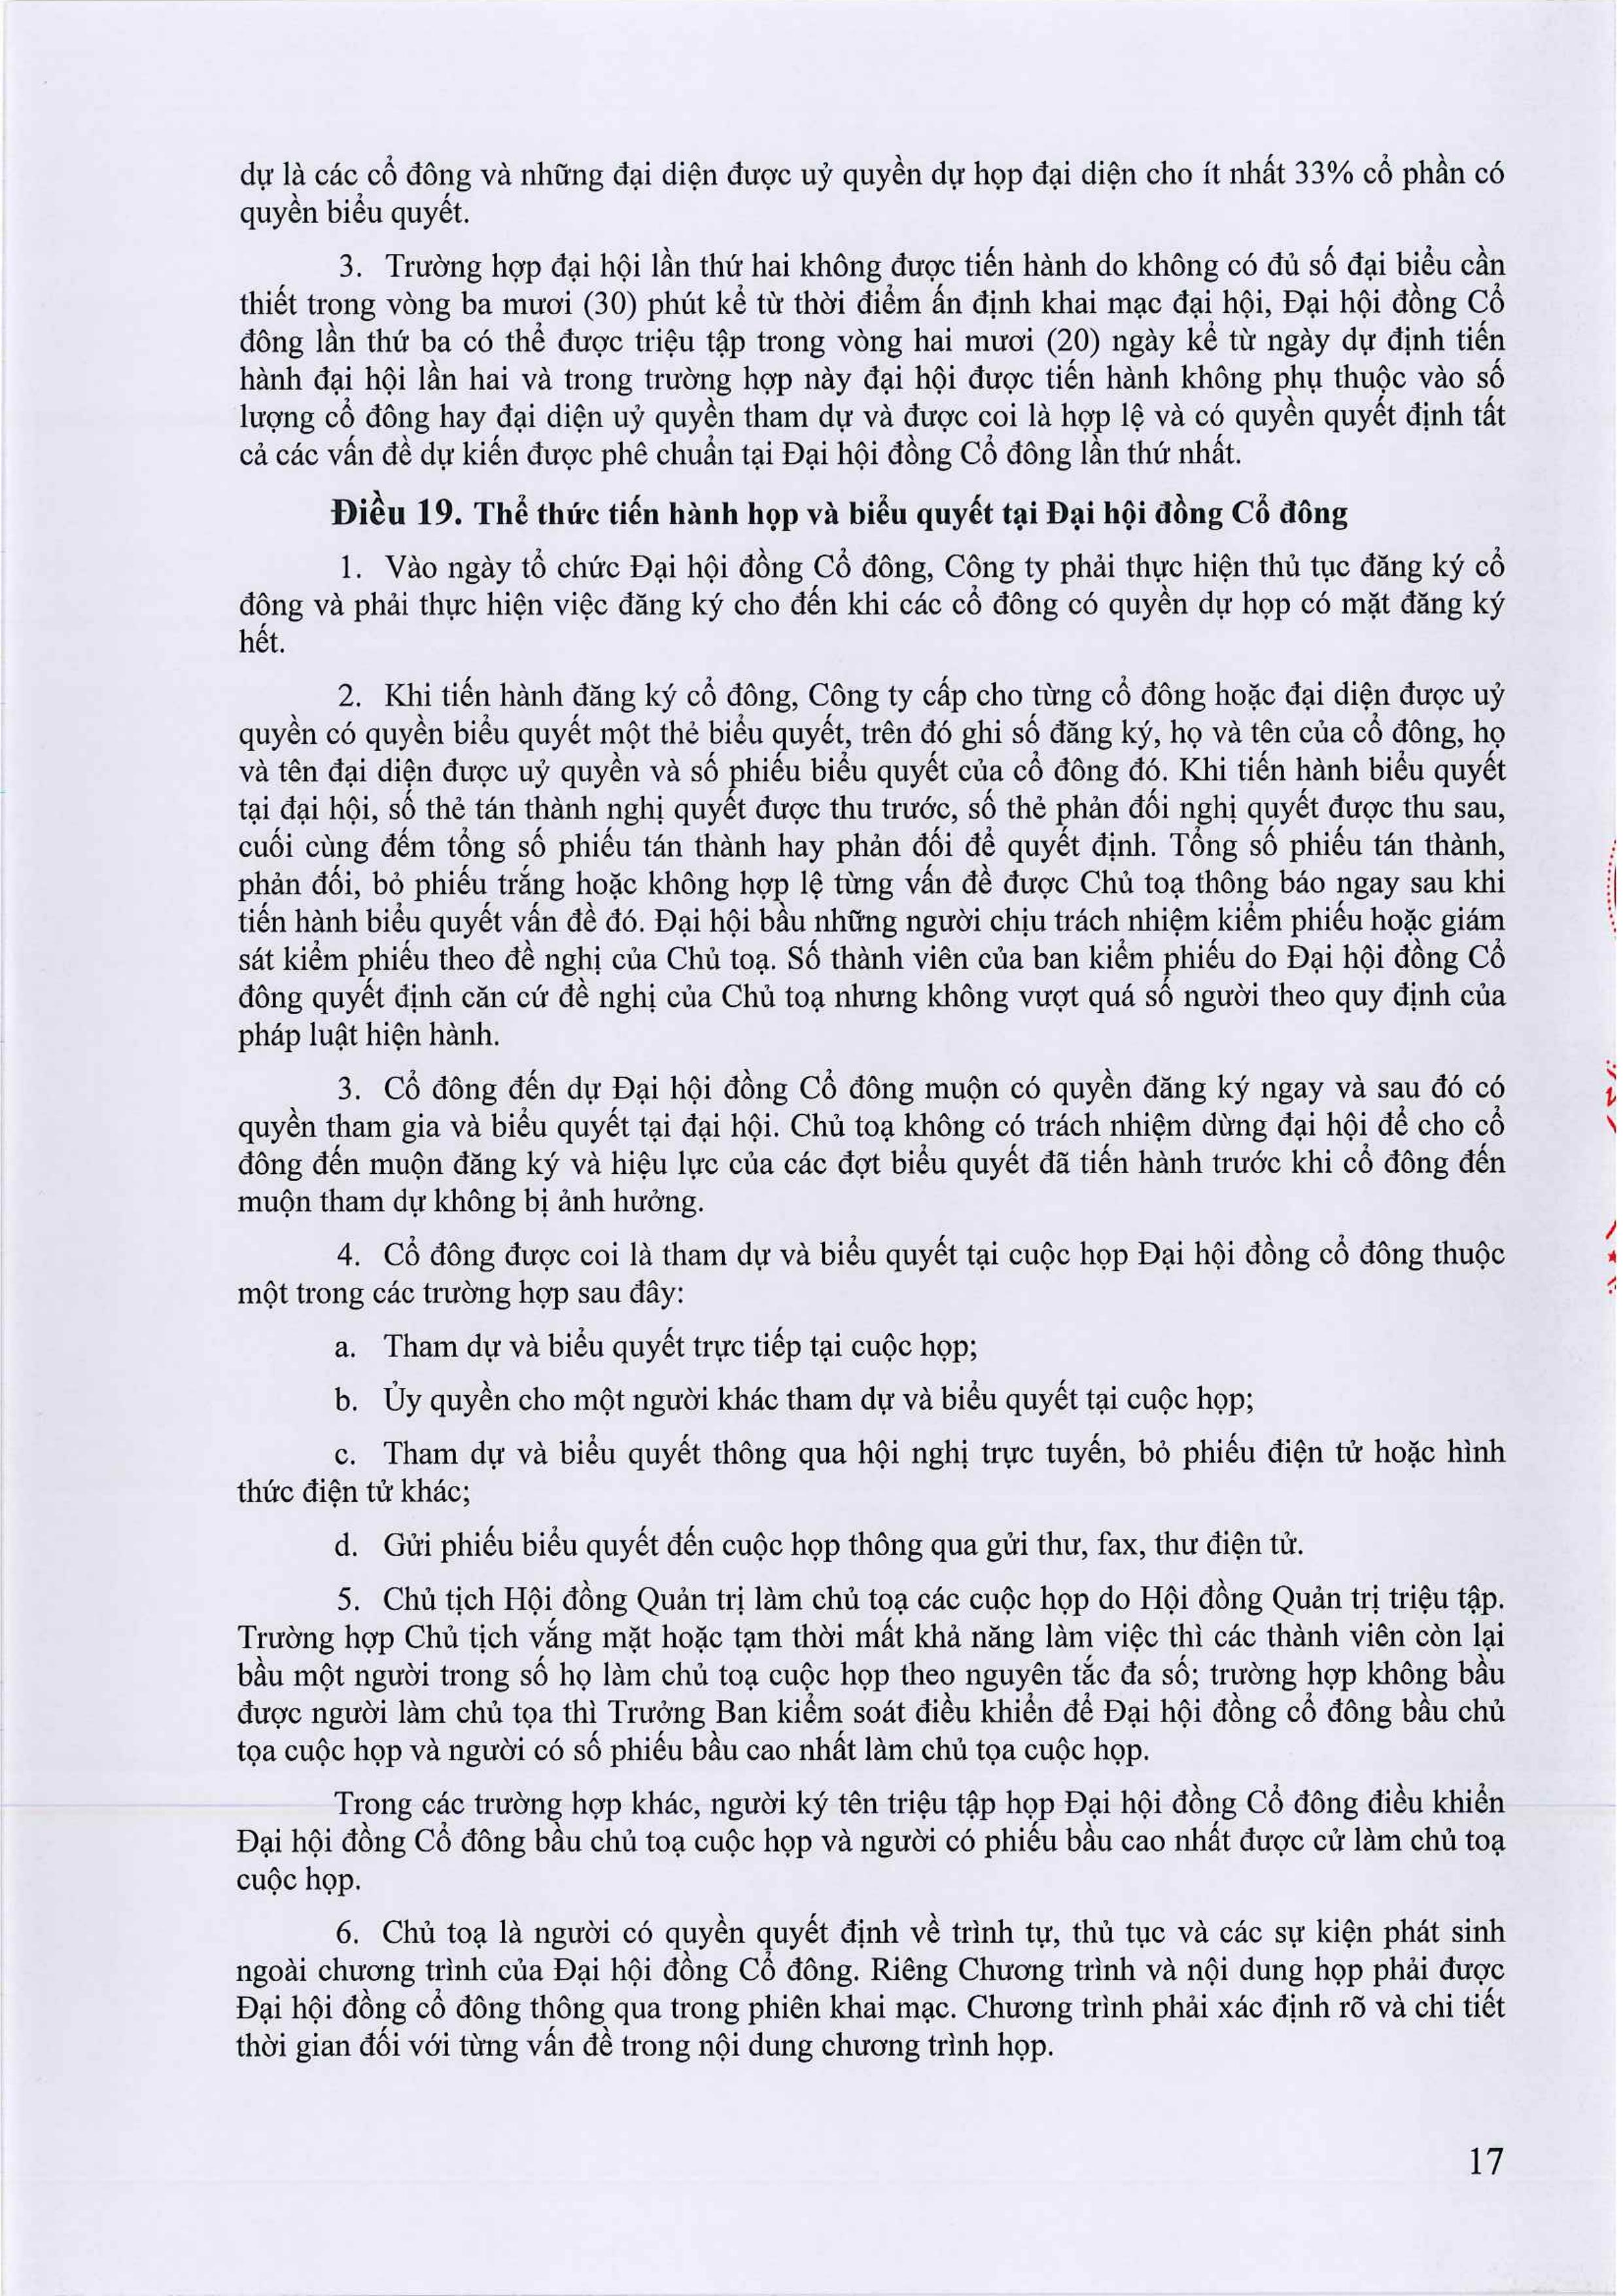 dự là các cổ đông và những đại diện được uỷ quyền dự họp đại diện cho ít nhất 33% cổ phần có
quyền biểu quyết.
3. Trường hợp đại hội lần thứ hai không được tiến hành do không có đủ số đại biểu cần
thiết trong vòng ba mươi (30) phút kể từ thời điểm ấn định khai mạc đại hội, Đại hội đồng Cổ
đông lần thứ ba có thể được triệu tập trong vòng hai mươi (20) ngày kể từ ngày dự định tiến
hành đại hội lần hai và trong trường hợp này đại hội được tiến hành không phụ thuộc vào số
lượng cổ đông hay đại diện uỷ quyền tham dự và được coi là hợp lệ và có quyền quyết định tất
cả các vấn đề dự kiến được phê chuẩn tại Đại hội đồng Cổ đông lần thứ nhất.
Điều 19. Thể thức tiến hành họp và biểu quyết tại Đại hội đồng Cổ đông
1. Vào ngày tổ chức Đại hội đồng Cổ đông, Công ty phải thực hiện thủ tục đăng ký cổ
đông và phải thực hiện việc đăng ký cho đến khi các cổ đông có quyền dự họp có mặt đăng ký
hết.
2. Khi tiến hành đăng ký cổ đông, Công ty cấp cho từng cổ đông hoặc đại diện được uỷ
quyền có quyền biểu quyết một thẻ biểu quyết, trên đó ghi số đăng ký, họ và tên của cổ đông, họ
và tên đại diện được uỷ quyền và số phiếu biểu quyết của cổ đông đó. Khi tiến hành biểu quyết
tại đại hội, số thẻ tán thành nghị quyết được thu trước, số thẻ phản đối nghị quyết được thu sau,
cuối cùng đếm tổng số phiếu tán thành hay phản đối để quyết định. Tổng số phiếu tán thành,
phản đối, bỏ phiếu trắng hoặc không hợp lệ từng vấn đề được Chủ toạ thông báo ngay sau khi
tiến hành biểu quyết vấn đề đó. Đại hội bầu những người chịu trách nhiệm kiểm phiếu hoặc giám
sát kiểm phiếu theo đề nghị của Chủ toạ. Số thành viên của ban kiểm phiếu do Đại hội đồng Cổ
đông quyết định căn cứ đề nghị của Chủ toạ nhưng không vượt quá số người theo quy định của
pháp luật hiện hành.
3. Cổ đông đến dự Đại hội đồng Cổ đông muộn có quyền đăng ký ngay và sau đó có
quyền tham gia và biểu quyết tại đại hội. Chủ toạ không có trách nhiệm dừng đại hội để cho cổ
đông đến muộn đăng ký và hiệu lực của các đợt biểu quyết đã tiến hành trước khi cổ đông đến
muộn tham dự không bị ảnh hưởng.
4. Cổ đông được coi là tham dự và biểu quyết tại cuộc họp Đại hội đồng cổ đông thuộc
một trong các trường hợp sau đây:
a. Tham dự và biểu quyết trực tiếp tại cuộc họp;
b. Ủy quyền cho một người khác tham dự và biểu quyết tại cuộc họp;
c. Tham dự và biểu quyết thông qua hội nghị trực tuyến, bỏ phiếu điện tử hoặc hình
thức điện tử khác;
d. Gửi phiếu biểu quyết đến cuộc họp thông qua gửi thư, fax, thư điện tử.
5. Chủ tịch Hội đồng Quản trị làm chủ toạ các cuộc họp do Hội đồng Quản trị triệu tập.
Trường hợp Chủ tịch vắng mặt hoặc tạm thời mất khả năng làm việc thì các thành viên còn lại
bầu một người trong số họ làm chủ toạ cuộc họp theo nguyên tắc đa số; trường hợp không bầu
được người làm chủ tọa thì Trưởng Ban kiểm soát điều khiển để Đại hội đồng cổ đông bầu chủ
tọa cuộc họp và người có số phiếu bầu cao nhất làm chủ tọa cuộc họp.
Trong các trường hợp khác, người ký tên triệu tập họp Đại hội đồng Cổ đông điều khiển
Đại hội đồng Cổ đông bầu chủ toạ cuộc họp và người có phiếu bầu cao nhất được cử làm chủ toạ
cuộc họp.
6. Chủ toạ là người có quyền quyết định về trình tự, thủ tục và các sự kiện phát sinh
ngoài chương trình của Đại hội đồng Cổ đông. Riêng Chương trình và nội dung họp phải được
Đại hội đồng cổ đông thông qua trong phiên khai mạc. Chương trình phải xác định rõ và chi tiết
thời gian đối với từng vấn đề trong nội dung chương trình họp.
17